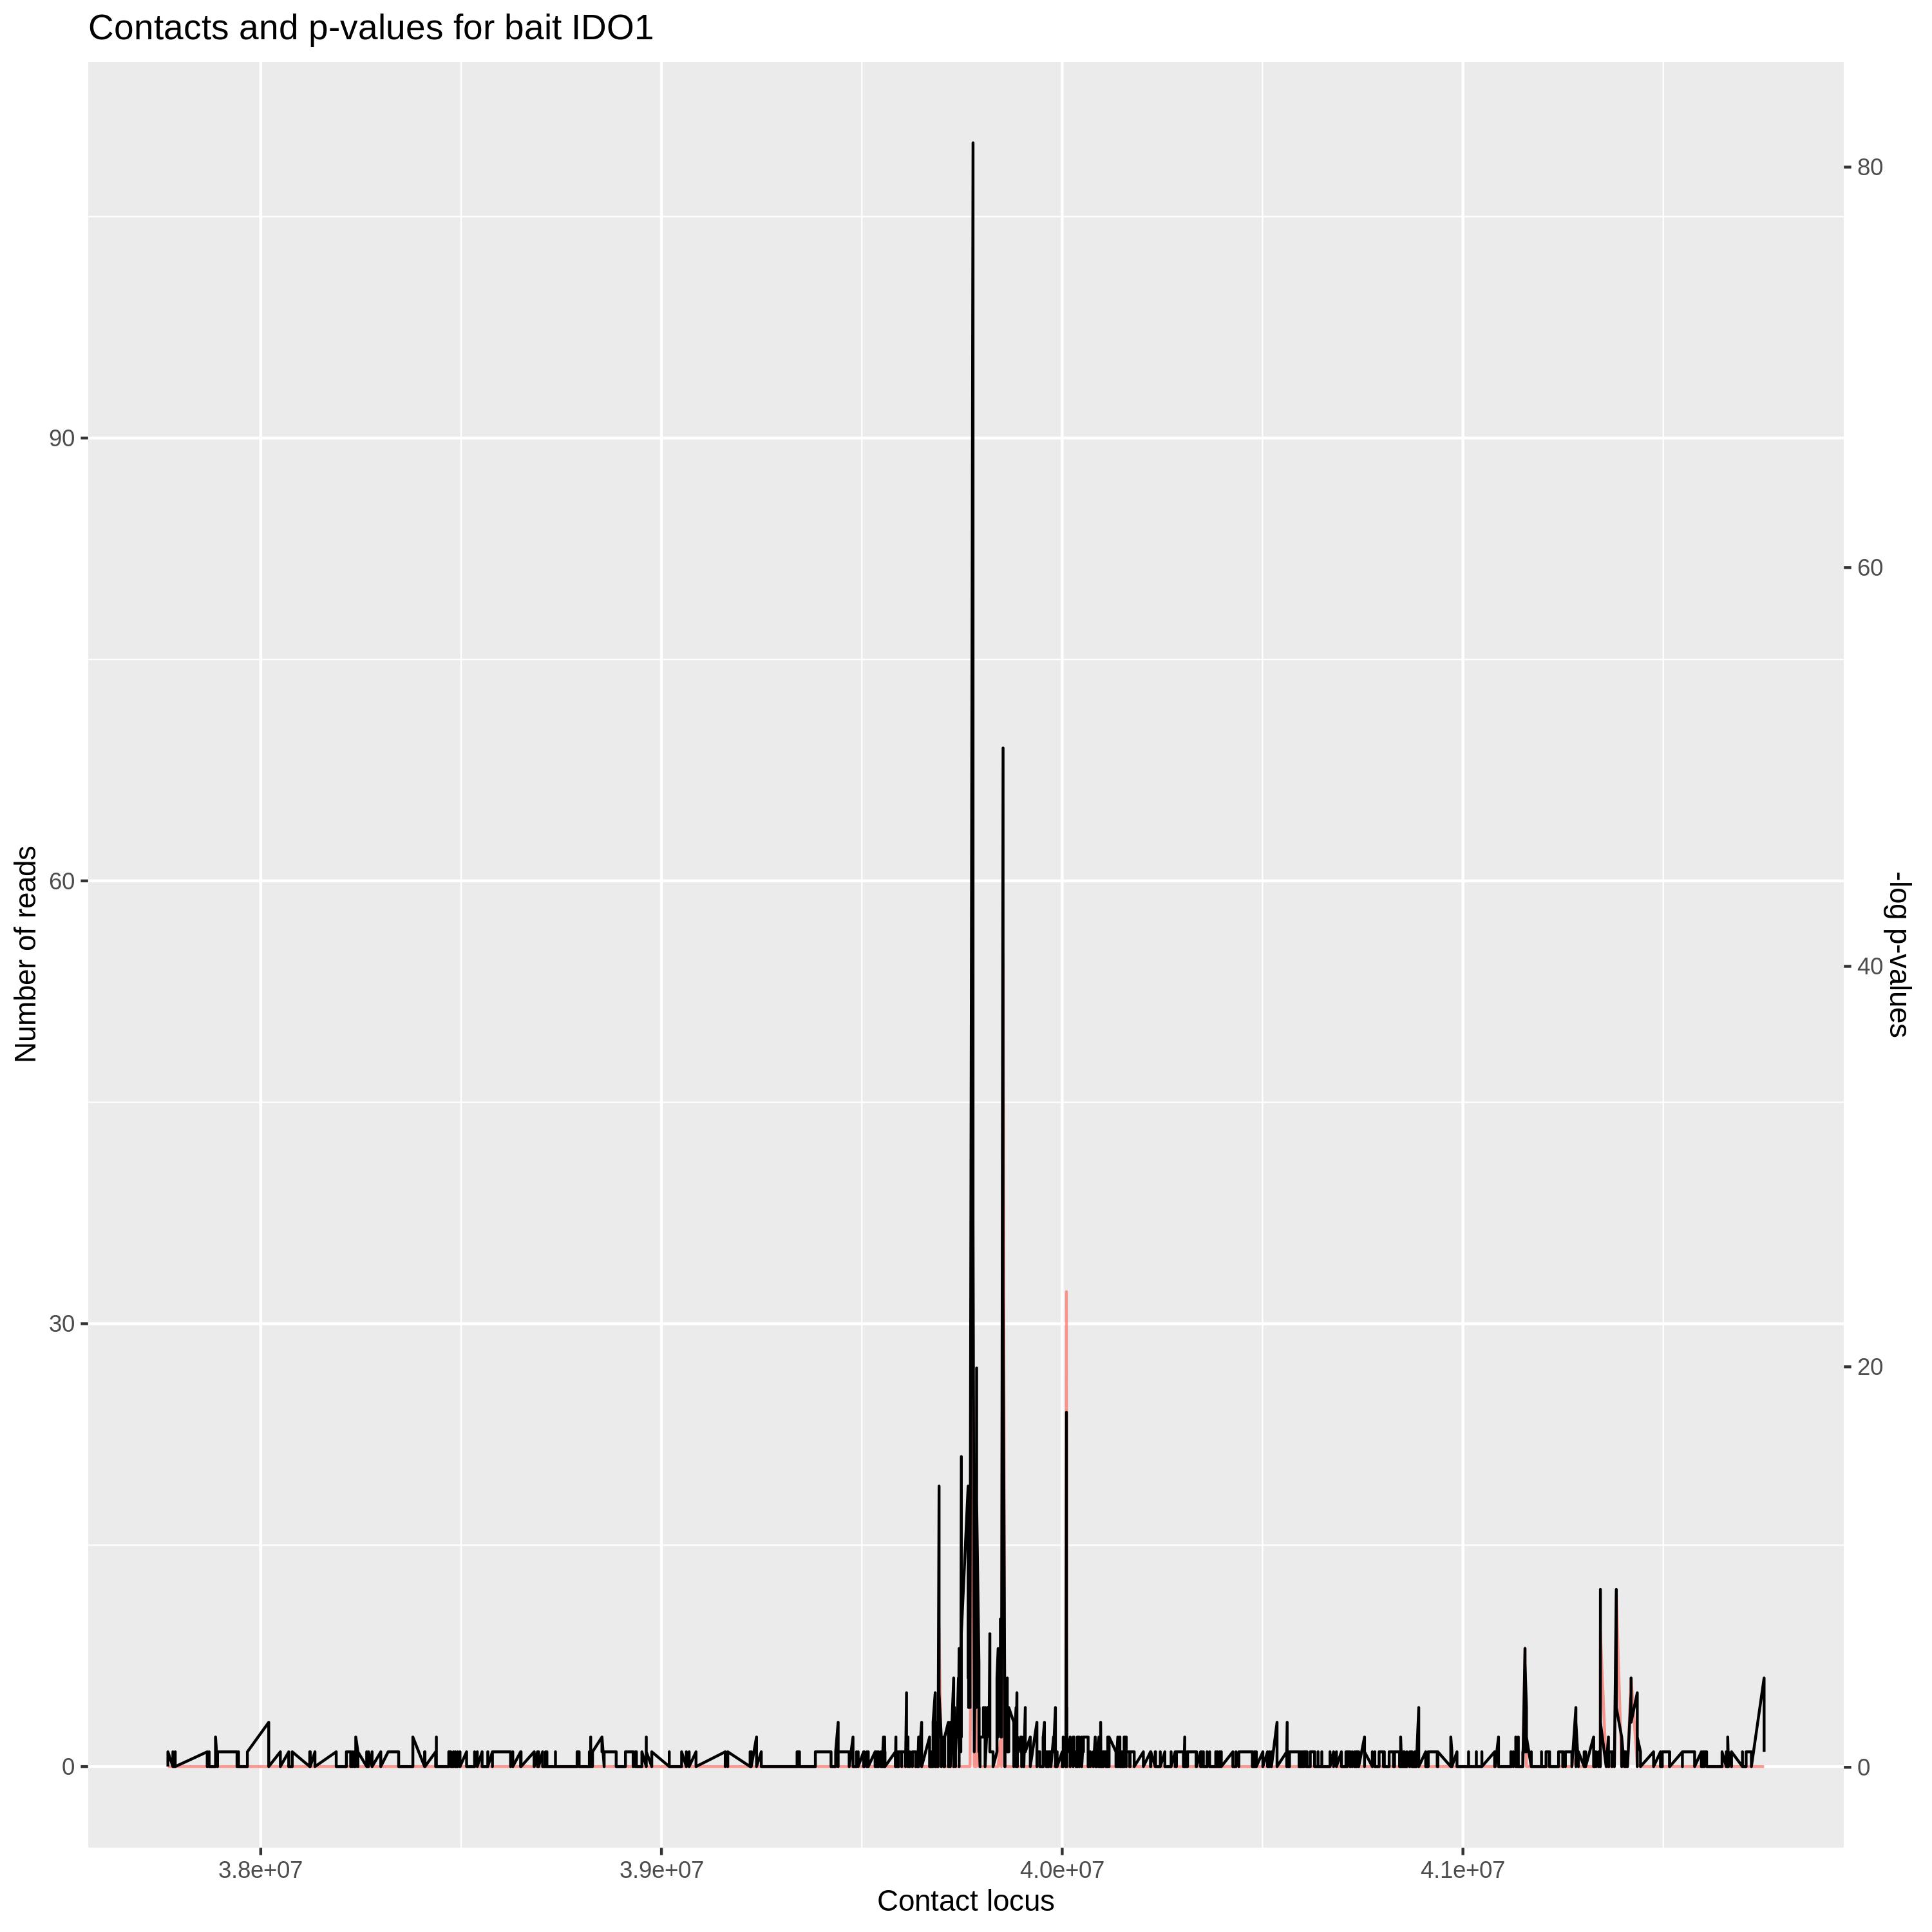 Contacts and p-values for bait IDO1
80
90
60
60
40
30
20
0
0
Number of reads
-log p-values
3.8e+07 3.9e+07 4.0e+07 4.1e+07
Contact locus